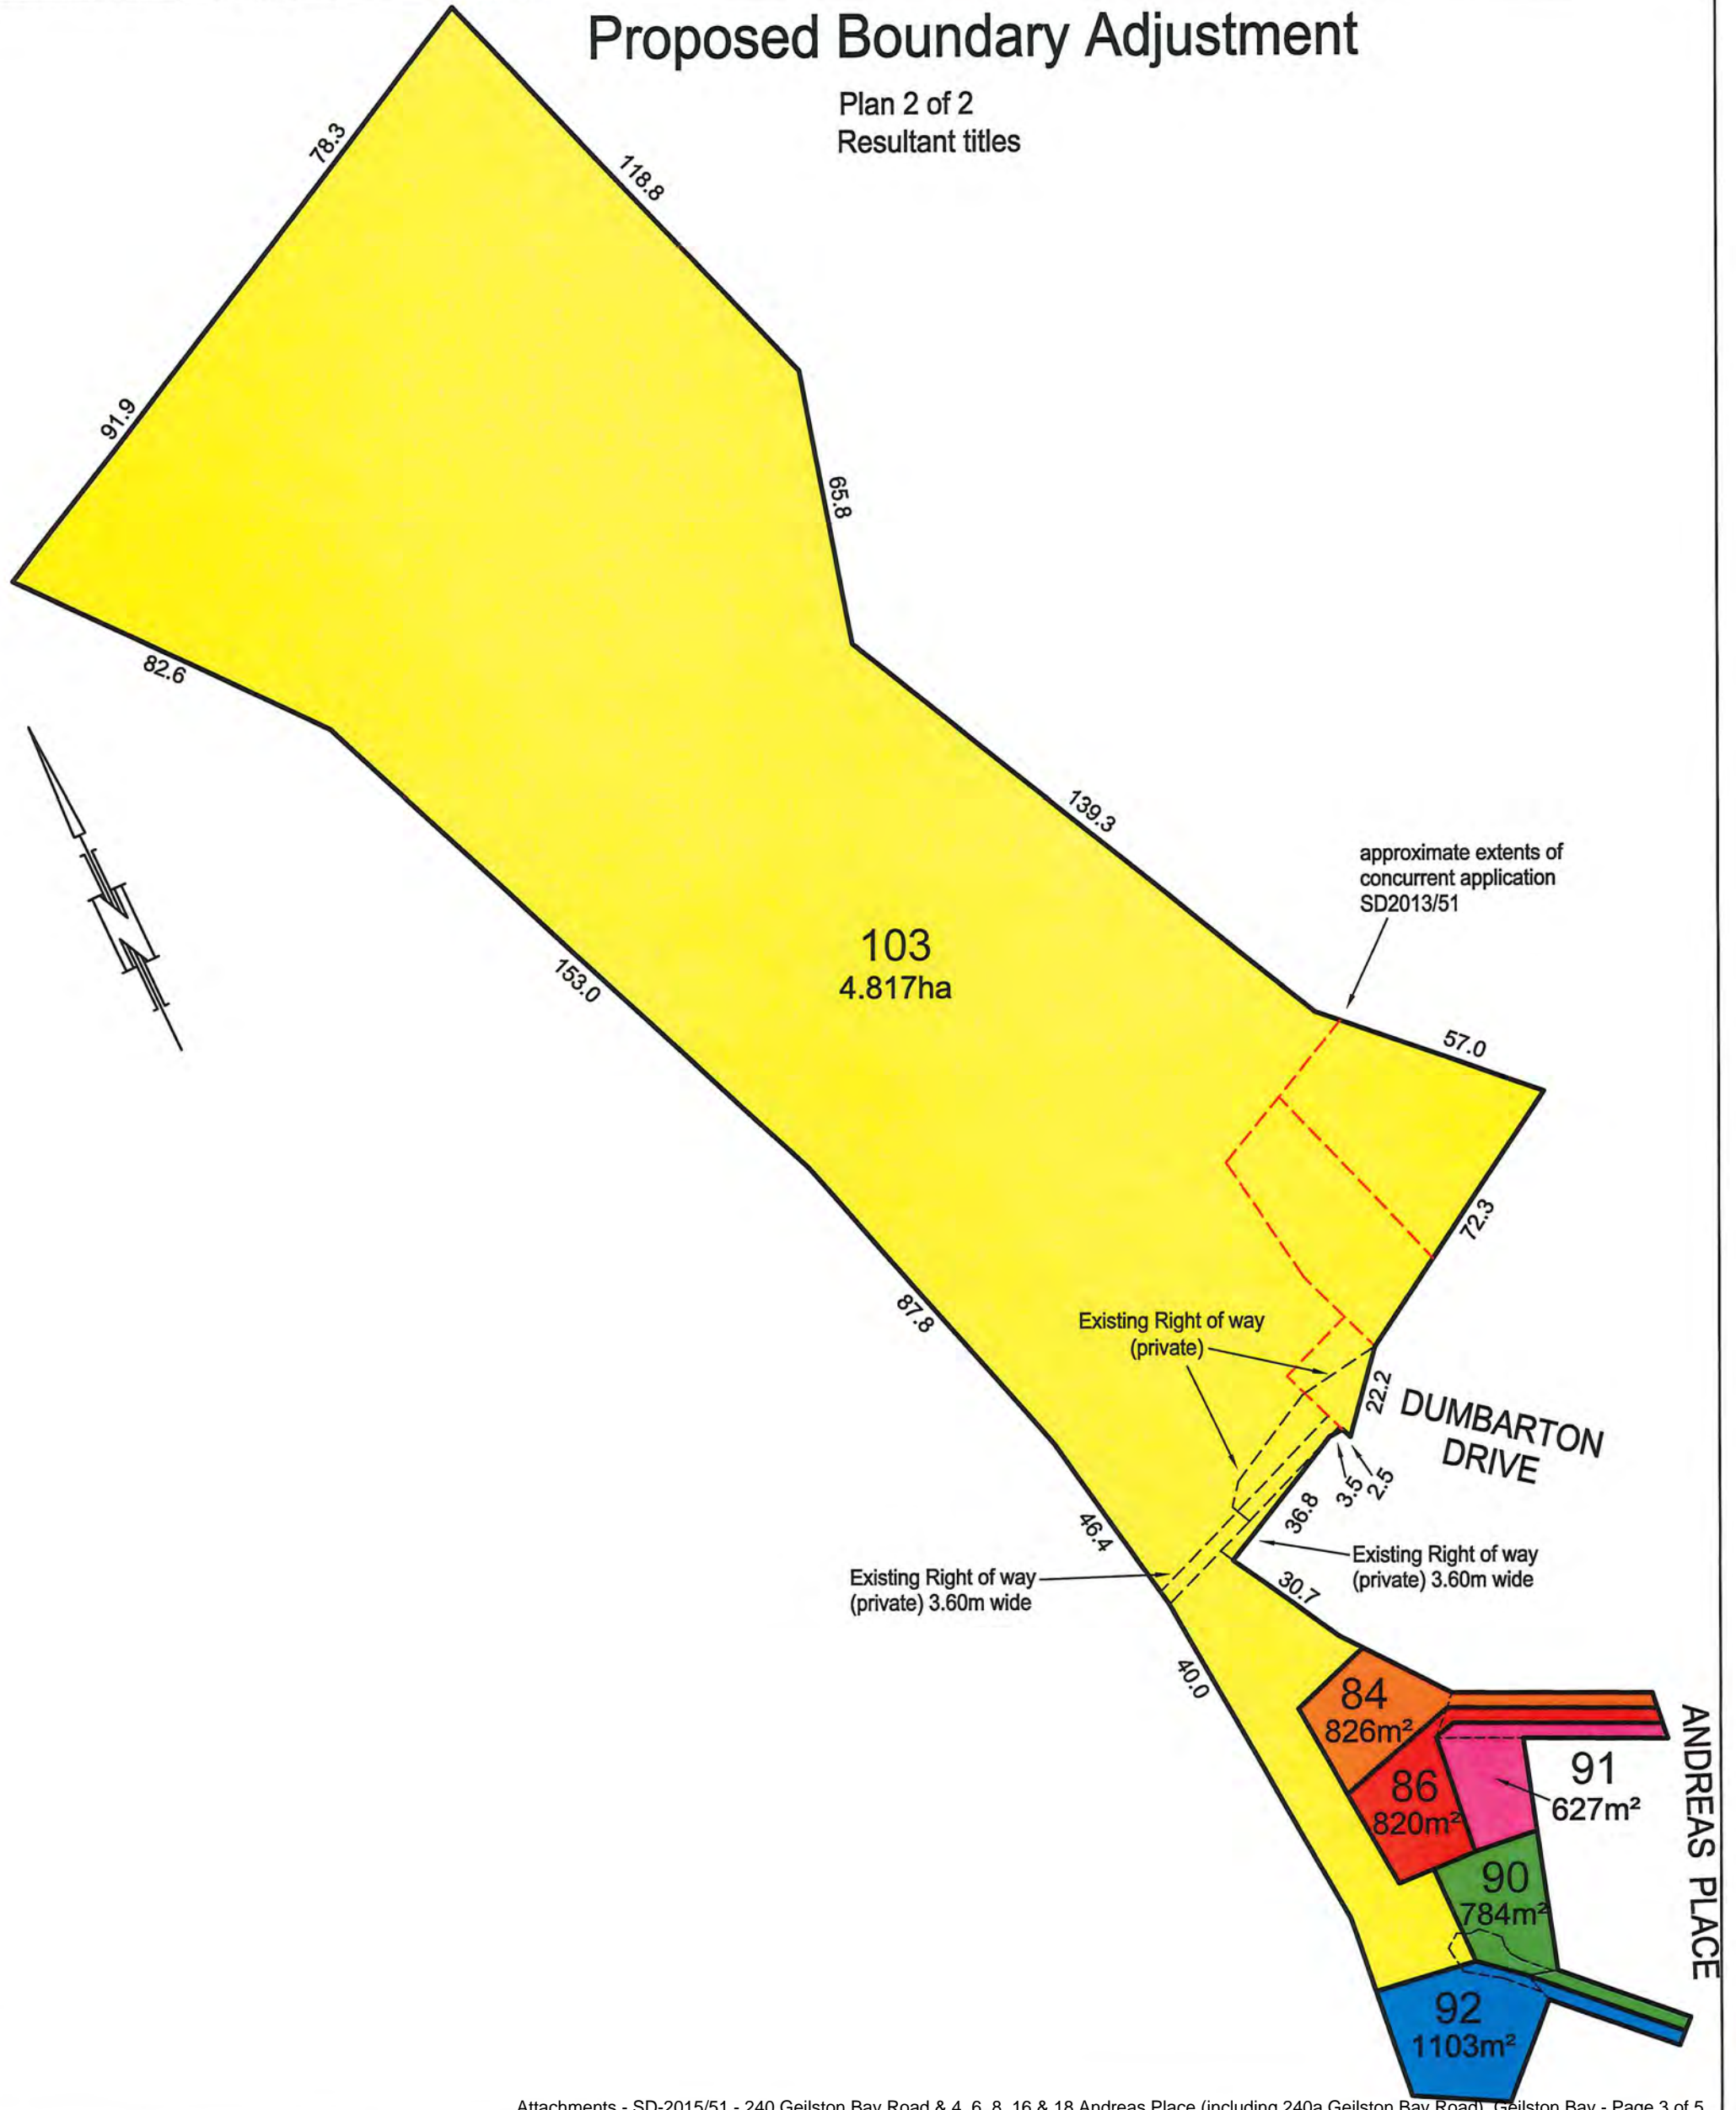 Proposed Boundary Adjustment
Plan 2 of 2
Resultant titles
78.3
118.8
91.9
65.8
82.6
139.3
approximate extents of
concurrent application
SD2013/51
103
4.817ha
153.0
57.0
72.3
87.8
Existing Right of way
(private)
22.2
DUMBARTON
DRIVE
3.5
2.5
36.8
46.4
Existing Right of way
(private) 3.60m wide
Existing Right of way
(private) 3.60m wide
30.7
40.0
84
826m²
86
820m²
91
627m²
ANDREAS PLACE
90
784m²
92
1103m²
Attachments - SD-2015/51 - 240 Geilston Bay Road & 4, 6, 8, 16 & 18 Andreas Place (including 240a Geilston Bay Road), Geilston Bay - Page 3 of 5